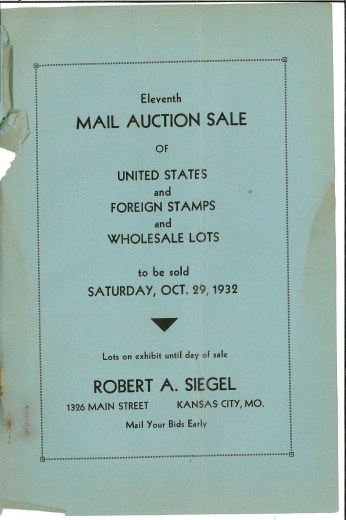 Eleventh
MAIL AUCTION SALE
OF
UNITED STATES
and
FOREIGN STAMPS
and
WHOLESALE LOTS
to be sold
SATURDAY, OCT. 29, 1932
Lots on exhibit until day of sale
ROBERT A. SIEGEL
1326 MAIN STREET KANSAS CITY, MO.
Mail Your Bids Early